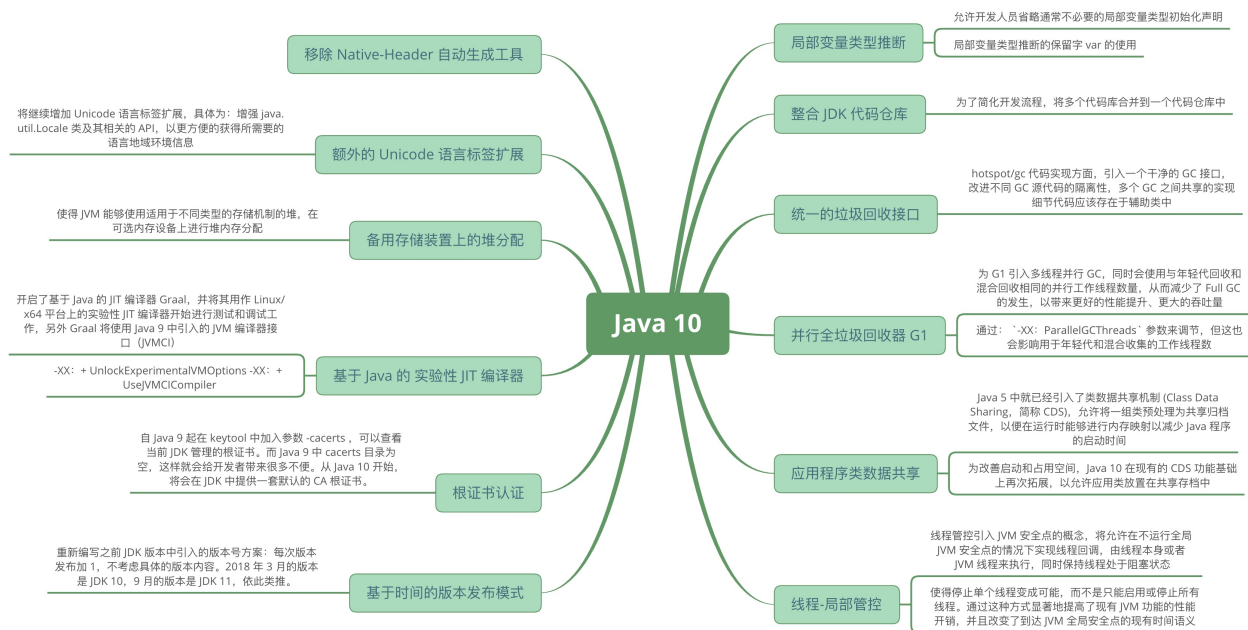 Java 10
局部变量类型推断
允许开发人员省略通常不必要的局部变量类型初始化声明
局部变量类型推断的保留字 var 的使用
整合 JDK 代码仓库
为了简化开发流程，将多个代码库合并到一个代码仓库中
统一的垃圾回收接口
hotspot/gc 代码实现方面，引入一个干净的 GC 接口，
改进不同 GC 源代码的隔离性，多个 GC 之间共享的实现
细节代码应该存在于辅助类中
并行全垃圾回收器 G1
为 G1 引入多线程并行 GC，同时会使用与年轻代回收和
混合回收相同的并行工作线程数量，从而减少了 Full GC
的发生，以带来更好的性能提升、更大的吞吐量
通过： `-XX：ParallelGCThreads` 参数来调节，但这也
会影响用于年轻代和混合收集的工作线程数
应用程序类数据共享
Java 5 中就已经引入了类数据共享机制 (Class Data
Sharing，简称 CDS)，允许将一组类预处理为共享归档
文件，以便在运行时能够进行内存映射以减少 Java 程序
的启动时间
为改善启动和占用空间，Java 10 在现有的 CDS 功能基础
上再次拓展，以允许应用类放置在共享存档中
线程-局部管控
线程管控引入 JVM 安全点的概念，将允许在不运行全局
JVM 安全点的情况下实现线程回调，由线程本身或者
JVM 线程来执行，同时保持线程处于阻塞状态
使得停止单个线程变成可能，而不是只能启用或停止所有
线程。通过这种方式显著地提高了现有 JVM 功能的性能
开销，并且改变了到达 JVM 全局安全点的现有时间语义
移除 Native-Header 自动生成工具
额外的 Unicode 语言标签扩展
将继续增加 Unicode 语言标签扩展，具体为：增强 java.
util.Locale 类及其相关的 API，以更方便的获得所需要的
语言地域环境信息
备用存储装置上的堆分配
使得 JVM 能够使用适用于不同类型的存储机制的堆，在
可选内存设备上进行堆内存分配
基于 Java 的 实验性 JIT 编译器
开启了基于 Java 的 JIT 编译器 Graal，并将其用作 Linux/
x64 平台上的实验性 JIT 编译器开始进行测试和调试工
作，另外 Graal 将使用 Java 9 中引入的 JVM 编译器接
口（JVMCI）
-XX：+ UnlockExperimentalVMOptions -XX：+
UseJVMCICompiler
根证书认证
自 Java 9 起在 keytool 中加入参数 -cacerts ，可以查看
当前 JDK 管理的根证书。而 Java 9 中 cacerts 目录为
空，这样就会给开发者带来很多不便。从 Java 10 开始，
将会在 JDK 中提供一套默认的 CA 根证书。
基于时间的版本发布模式
重新编写之前 JDK 版本中引入的版本号方案：每次版本
发布加 1，不考虑具体的版本内容。2018 年 3 月的版本
是 JDK 10，9 月的版本是 JDK 11，依此类推。